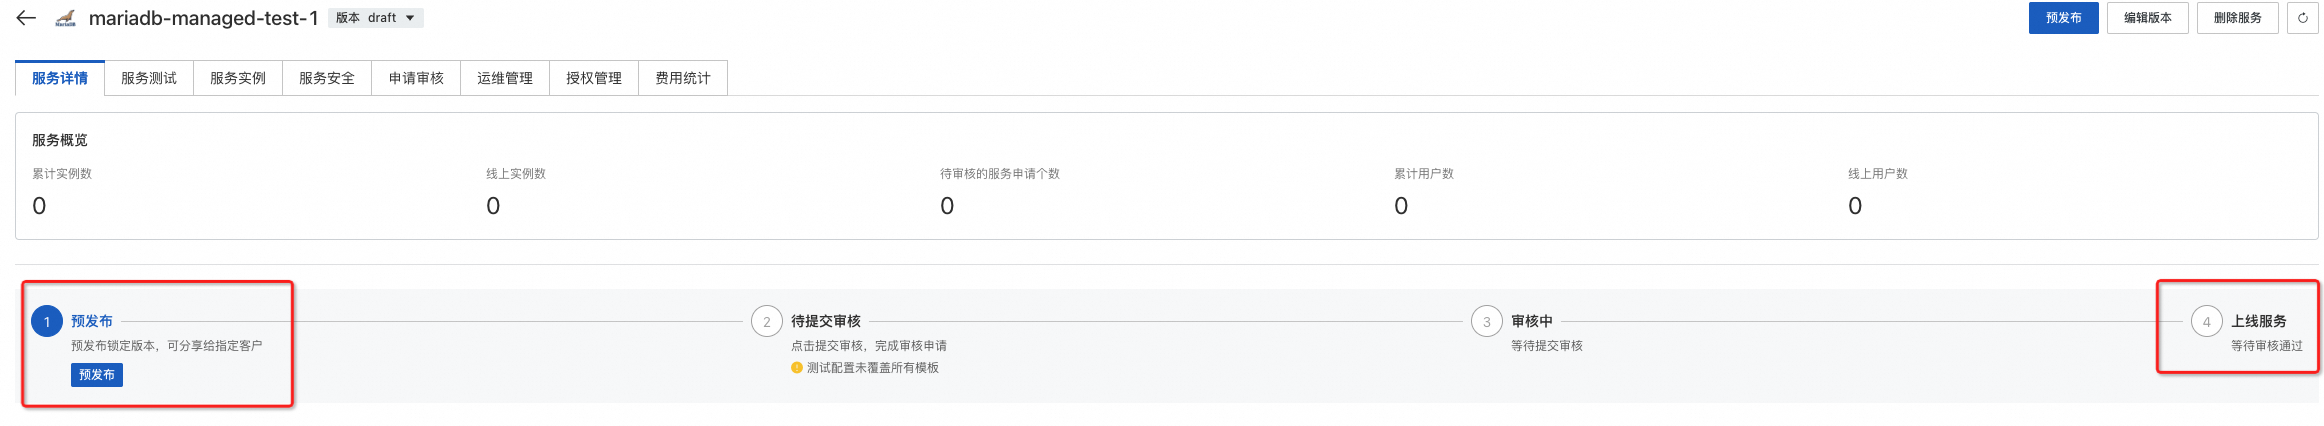 mariadb-managed-test-1 版本 draft
预发布 编辑版本 删除服务
服务详情 服务测试 服务实例 服务安全 申请审核 运维管理 授权管理 费用统计
服务概览
累计实例数 线上实例数 待审核的服务申请个数 累计用户数 线上用户数
0 0 0 0 0
1 预发布 2 待提交审核 3 审核中 4 上线服务
预发布锁定版本，可分享给指定客户 点击提交审核，完成审核申请 等待提交审核 等待审核通过
预发布 测试配置未覆盖所有模板